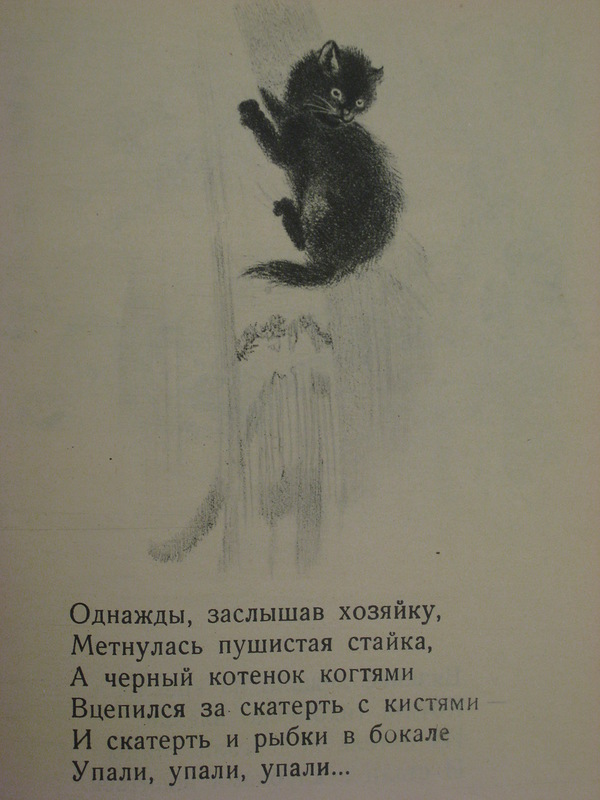 Однажды, заслышав хозяйку,
Метнулась пушистая стайка,
А черный котенок когтями
Вцепился за скатерть с кистями
И скатерть и рыбки в бокале
Упали, упали, упали...